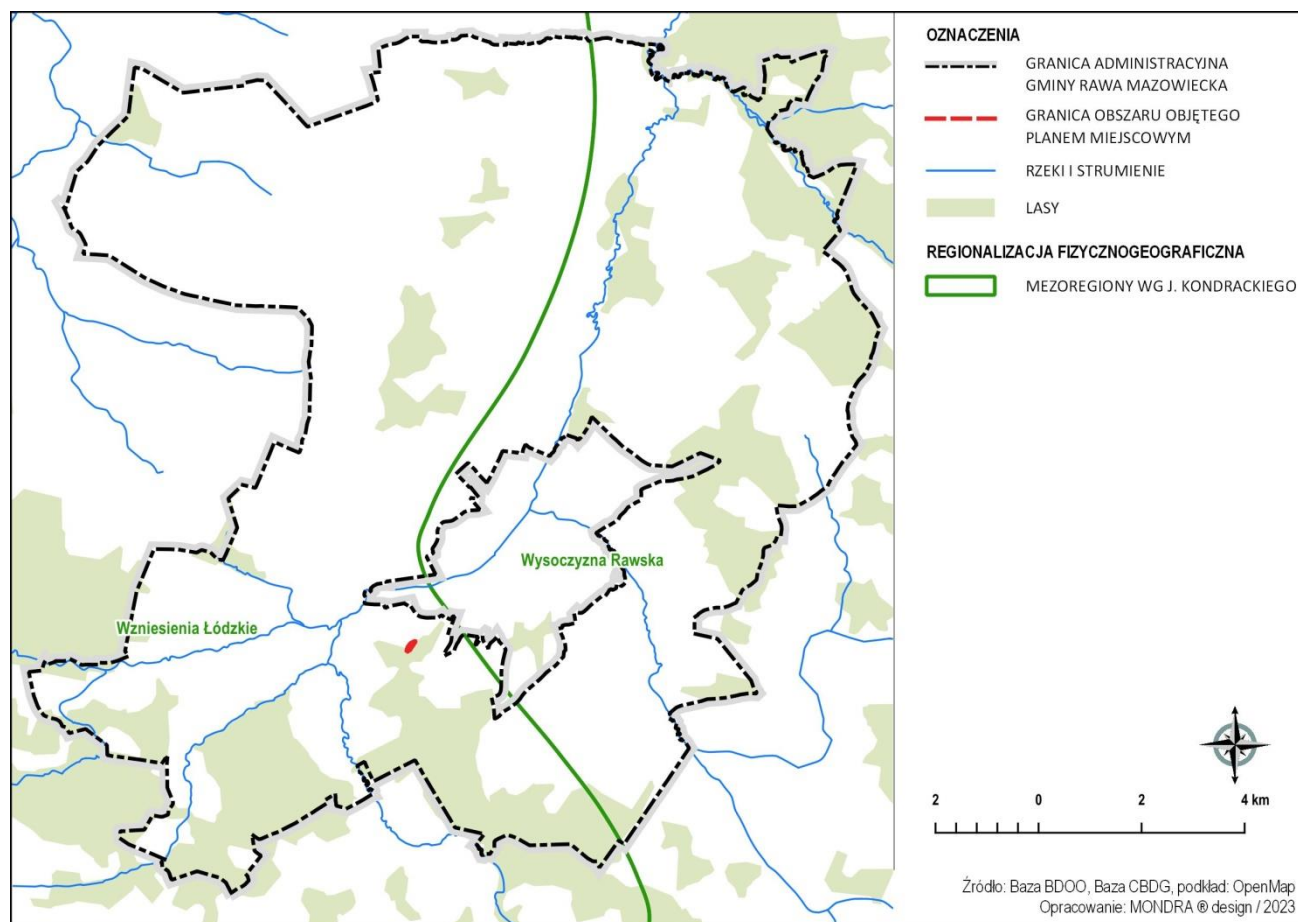 OZNACZENIA
GRANICA ADMINISTRACYJNA
GMINY RAWA MAZOWIECKA
GRANICA OBSZARU OBJĘTEGO
PLANEM MIEJSCOWYM
RZEKI I STRUMIENIE
LASY
REGIONALIZACJA FIZYCZNOGEOGRAFICZNA
MEZOREGIONY WG J. KONDRACKIEGO
Wysoczyzna Rawska
Wzniesienia Łódzkie
2 0 2 4 km
Źródło: Baza BDOO, Baza CBDG, podkład: OpenMap
Opracowanie: MONDRA ® design / 2023